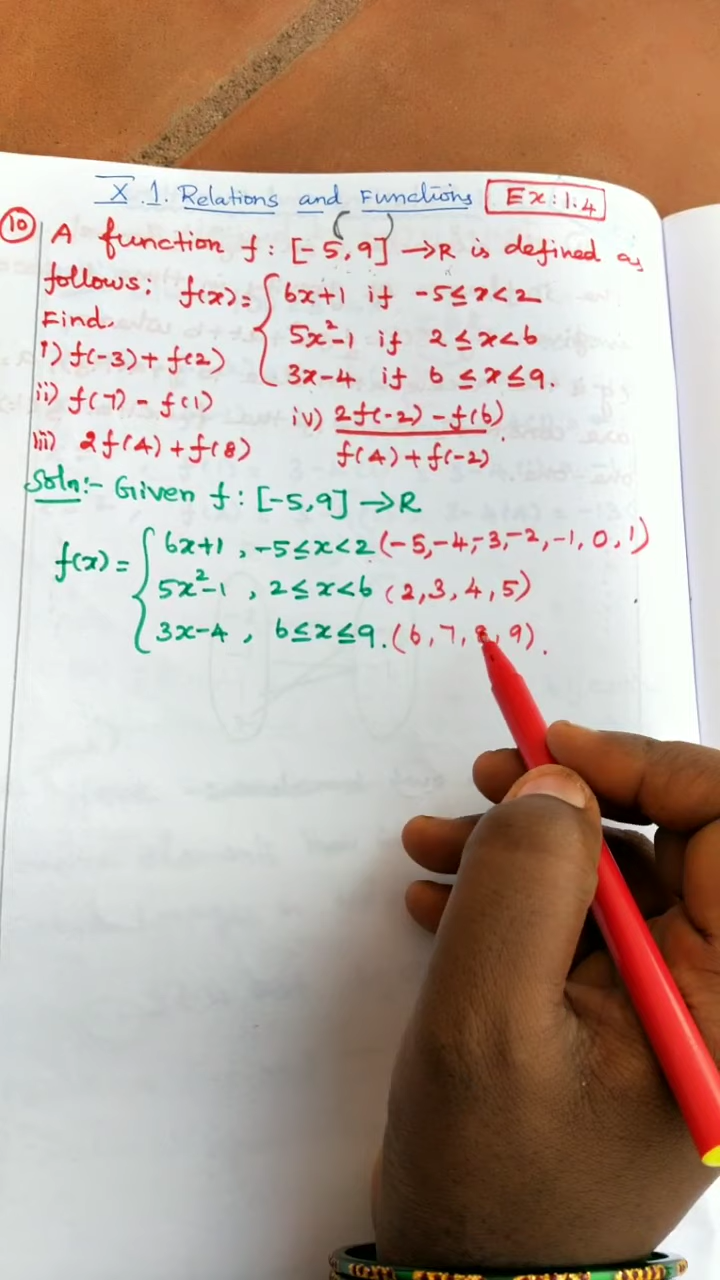 X.1. Relations and Functions Ex:1.4
10 A function f: [-5, 9] → R is defined as
follows: f(x) = { 6x+1 if -5 ≤ x < 2
5x²-1 if 2 ≤ x < 6
3x-4 if 6 ≤ x ≤ 9.
Find.
i) f(-3) + f(2)
ii) f(7) - f(1)
iii) 2f(4) + f(8)
iv) 2f(-2) - f(6) / f(4) + f(-2).
Soln:- Given f: [-5,9] → R
f(x) = { 6x+1, -5 ≤ x < 2 (-5,-4,-3,-2,-1,0,1)
5x²-1, 2 ≤ x < 6 (2,3,4,5)
3x-4, 6 ≤ x ≤ 9. (6,7,8,9).